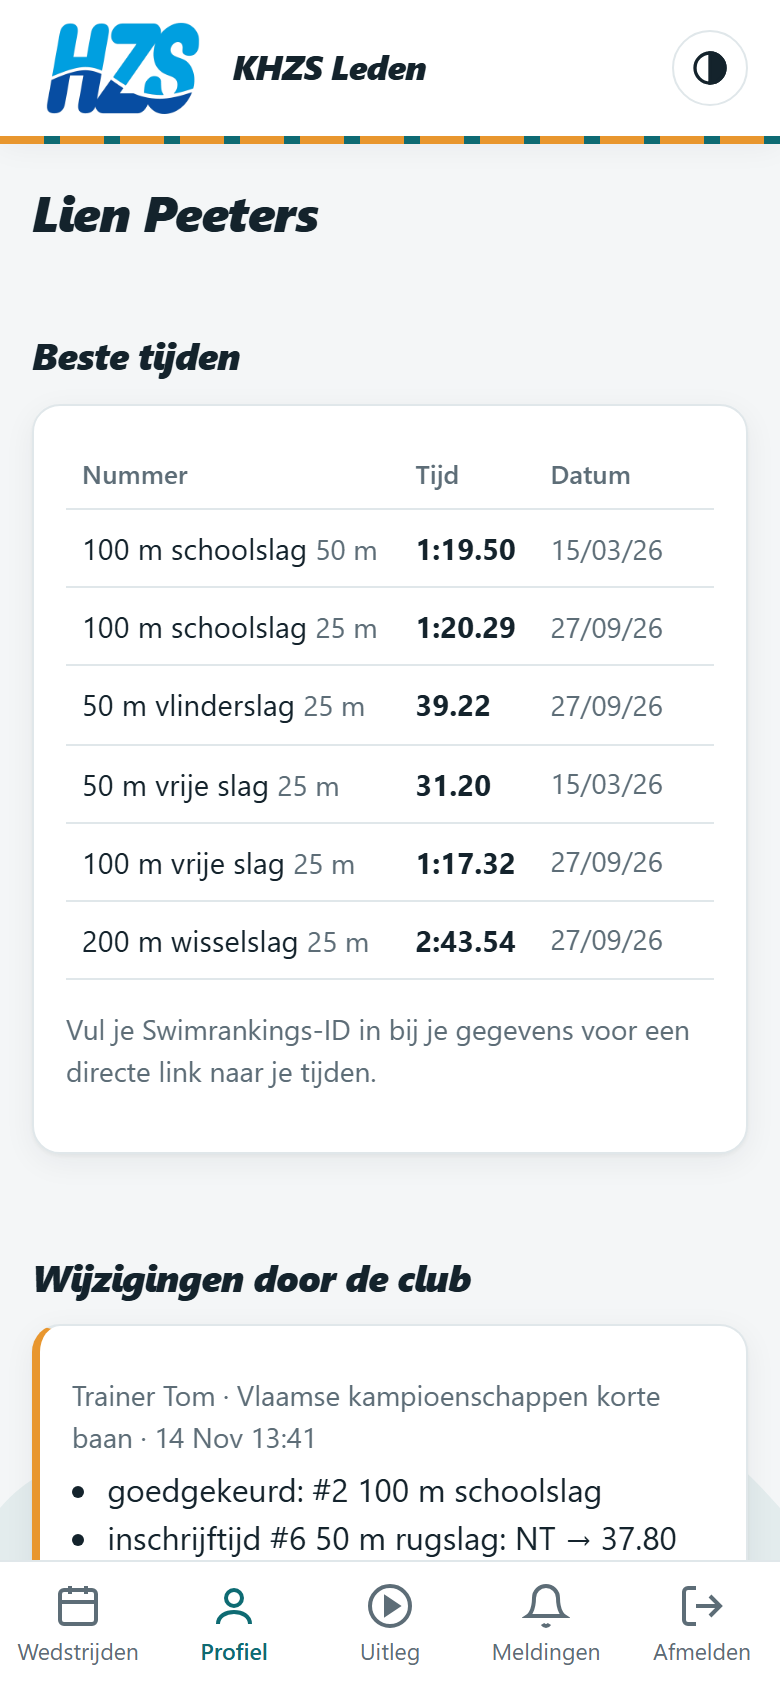 HZS KHZS Leden
Lien Peeters
Beste tijden
Nummer Tijd Datum
100 m schoolslag 50 m 1:19.50 15/03/26
100 m schoolslag 25 m 1:20.29 27/09/26
50 m vlinderslag 25 m 39.22 27/09/26
50 m vrije slag 25 m 31.20 15/03/26
100 m vrije slag 25 m 1:17.32 27/09/26
200 m wisselslag 25 m 2:43.54 27/09/26
Vul je Swimrankings-ID in bij je gegevens voor een
directe link naar je tijden.
Wijzigingen door de club
Trainer Tom · Vlaamse kampioenschappen korte
baan · 14 Nov 13:41
• goedgekeurd: #2 100 m schoolslag
• inschrijftijd #6 50 m rugslag: NT → 37.80
Wedstrijden Profiel Uitleg Meldingen Afmelden